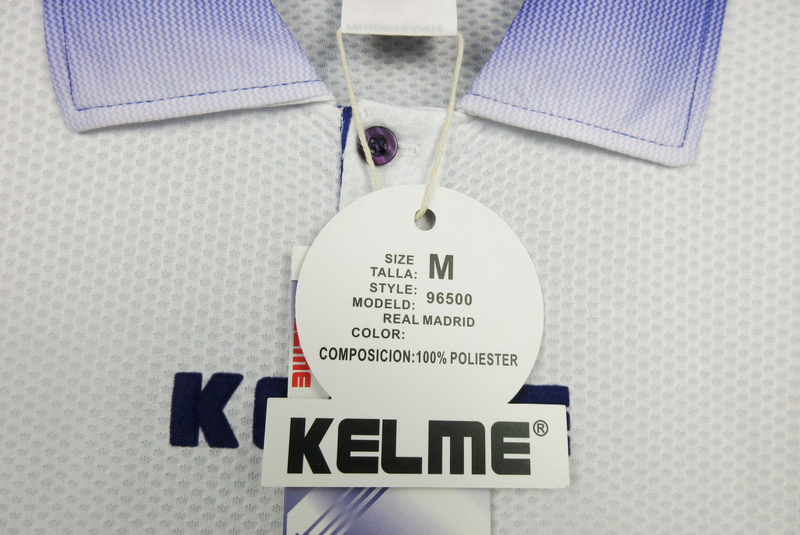 SIZE
TALLA: M
STYLE:
MODELD: 96500
REAL MADRID
COLOR:
COMPOSICION:100% POLIESTER
KELME®